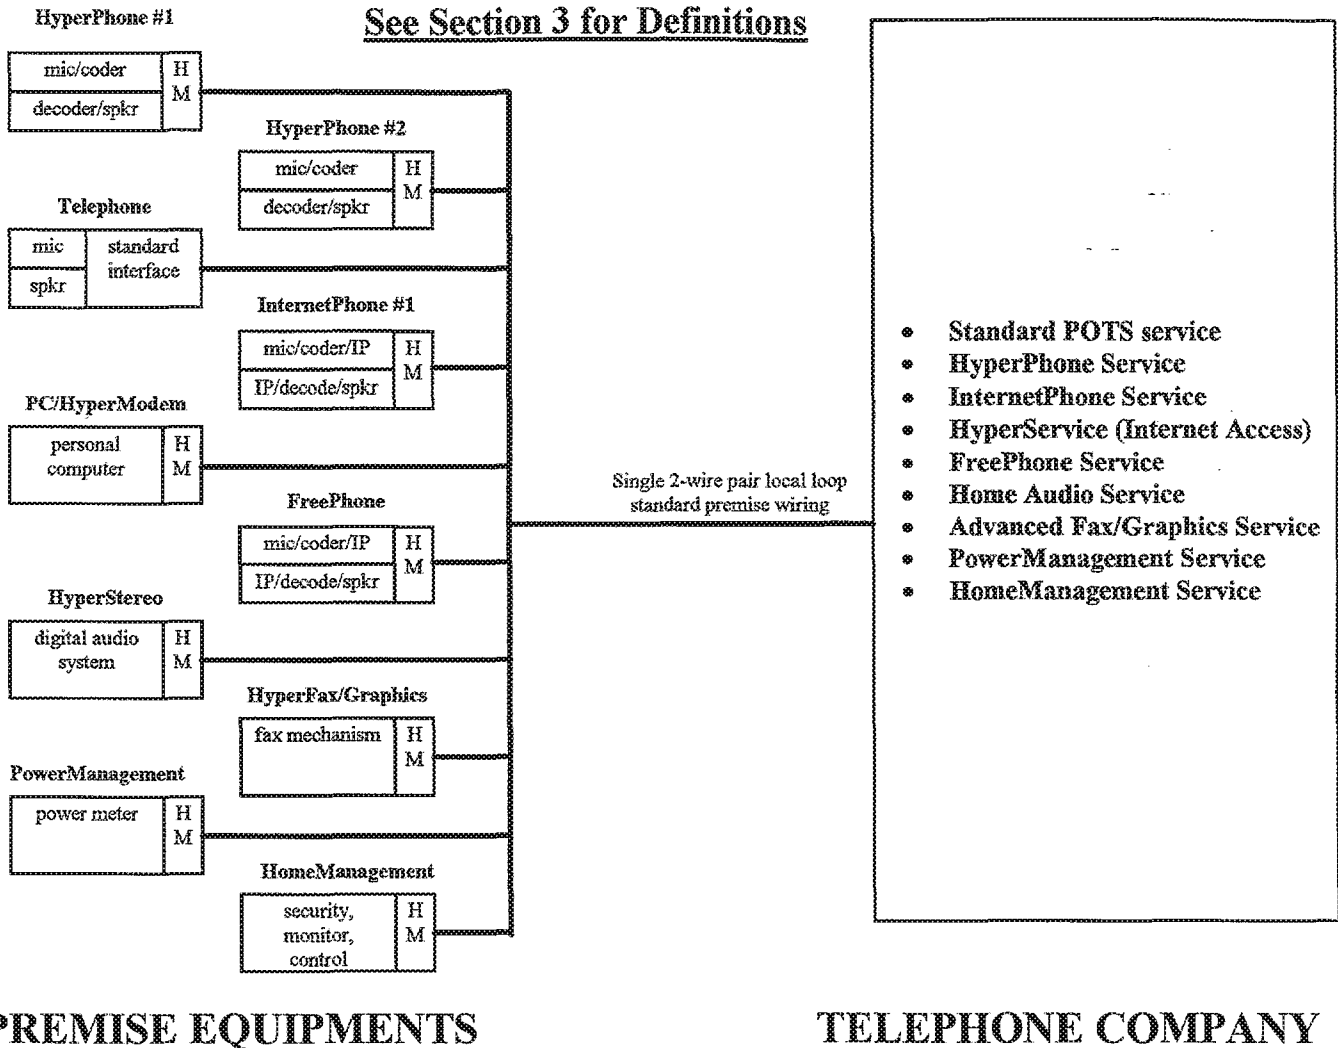 See Section 3 for Definitions
HyperPhone #1
mic/coder
decoder/spkr
H
M
HyperPhone #2
mic/coder
decoder/spkr
H
M
Telephone
mic
spkr
standard
interface
InternetPhone #1
mic/coder/IP
IP/decode/spkr
H
M
PC/HyperModem
personal
computer
H
M
FreePhone
mic/coder/IP
IP/decode/spkr
H
M
HyperStereo
digital audio
system
H
M
HyperFax/Graphics
fax mechanism
H
M
PowerManagement
power meter
H
M
HomeManagement
security,
monitor,
control
H
M
Single 2-wire pair local loop
standard premise wiring
• Standard POTS service
• HyperPhone Service
• InternetPhone Service
• HyperService (Internet Access)
• FreePhone Service
• Home Audio Service
• Advanced Fax/Graphics Service
• PowerManagement Service
• HomeManagement Service
PREMISE EQUIPMENTS
TELEPHONE COMPANY